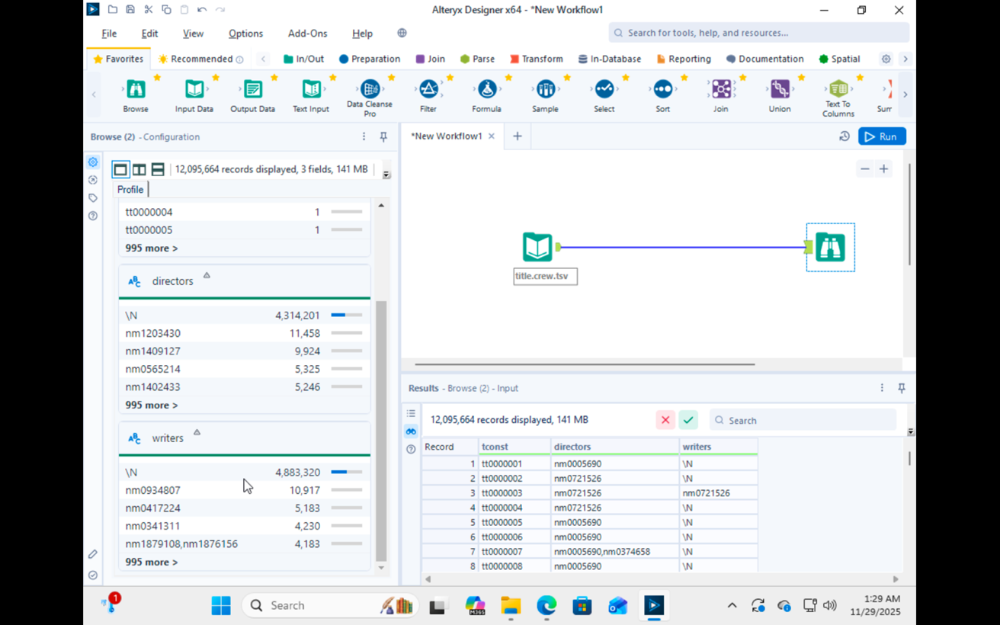 Alteryx Designer x64 - *New Workflow1
File Edit View Options Add-Ons Help
Search for tools, help, and resources...
Favorites Recommended In/Out Preparation Join Parse Transform In-Database Reporting Documentation Spatial
Browse Input Data Output Data Text Input Data Cleanse Pro Filter Formula Sample Select Sort Join Union Text To Columns Sum
Browse (2) - Configuration
*New Workflow1
Run
12,095,664 records displayed, 3 fields, 141 MB
Profile
tt0000004 1
tt0000005 1
995 more >
ABC directors
\N 4,314,201
nm1203430 11,458
nm1409127 9,924
nm0565214 5,325
nm1402433 5,246
995 more >
ABC writers
\N 4,883,320
nm0934807 10,917
nm0417224 5,183
nm0341311 4,230
nm1879108,nm1876156 4,183
995 more >
title.crew.tsv
Results - Browse (2) - Input
12,095,664 records displayed, 141 MB
Search
Record tconst directors writers
1 tt0000001 nm0005690 \N
2 tt0000002 nm0721526 \N
3 tt0000003 nm0721526 nm0721526
4 tt0000004 nm0721526 \N
5 tt0000005 nm0005690 \N
6 tt0000006 nm0005690 \N
7 tt0000007 nm0005690,nm0374658 \N
8 tt0000008 nm0005690 \N
1
Search
M365
1:29 AM
11/29/2025